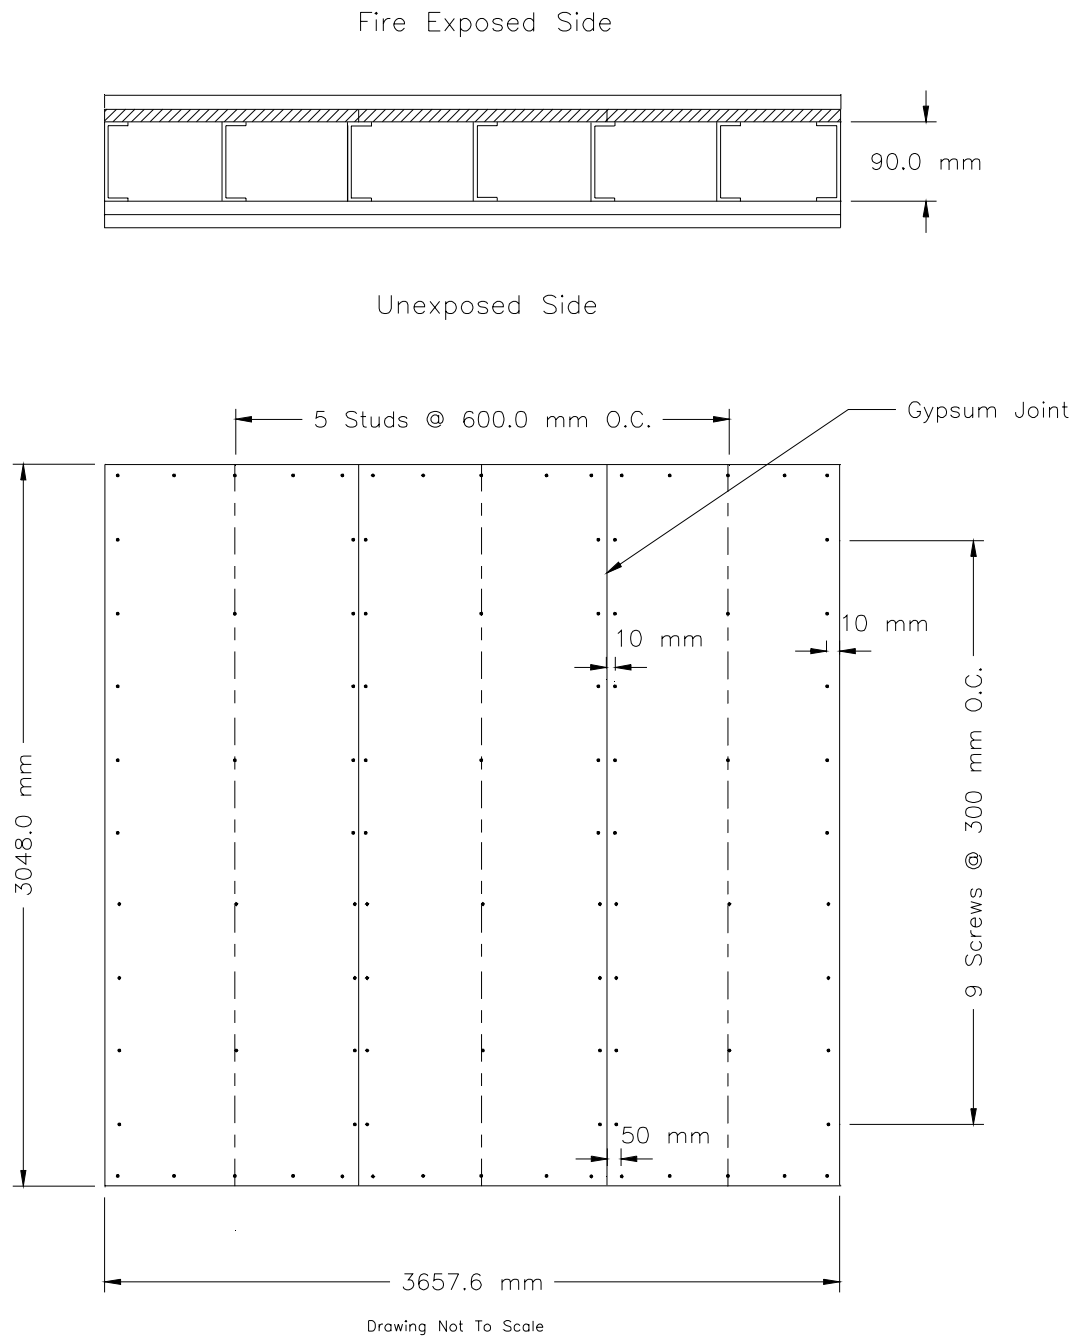 Fire Exposed Side
90.0 mm
Unexposed Side
5 Studs @ 600.0 mm O.C.
Gypsum Joint
10 mm
10 mm
3048.0 mm
9 Screws @ 300 mm O.C.
50 mm
3657.6 mm
Drawing Not To Scale